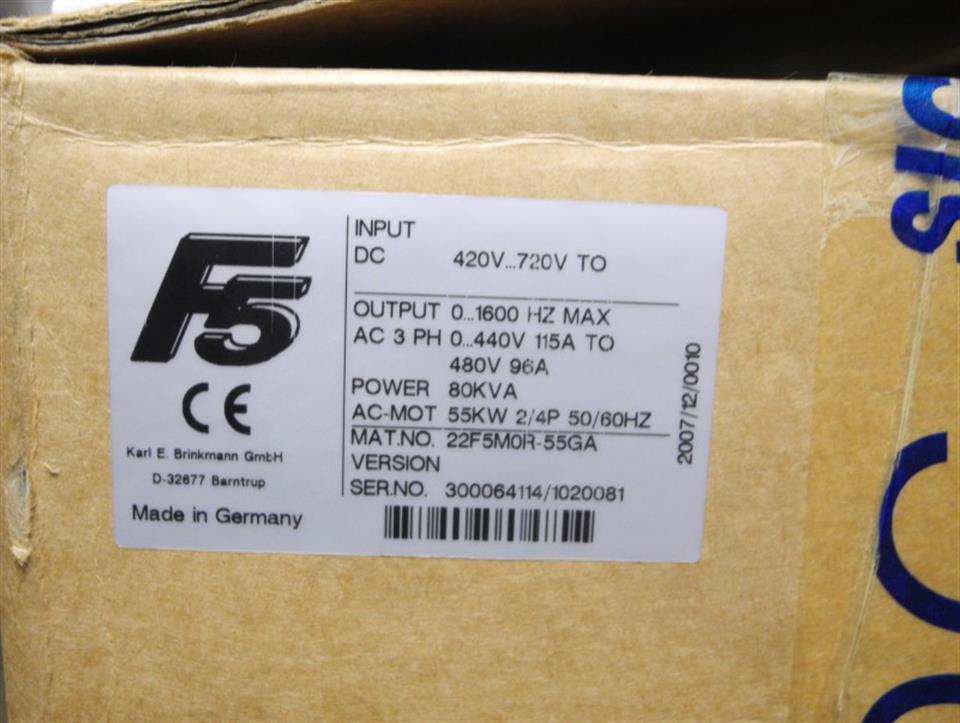 F5
CE
Karl E. Brinkmann GmbH
D-32677 Barntrup
Made in Germany
INPUT
DC 420V...720V TO
OUTPUT 0...1600 HZ MAX
AC 3 PH 0...440V 115A TO
480V 96A
POWER 80KVA
AC-MOT 55KW 2/4P 50/60HZ
MAT.NO. 22F5M0R-55GA
VERSION
SER.NO. 300064114/1020081
2007/12/0010